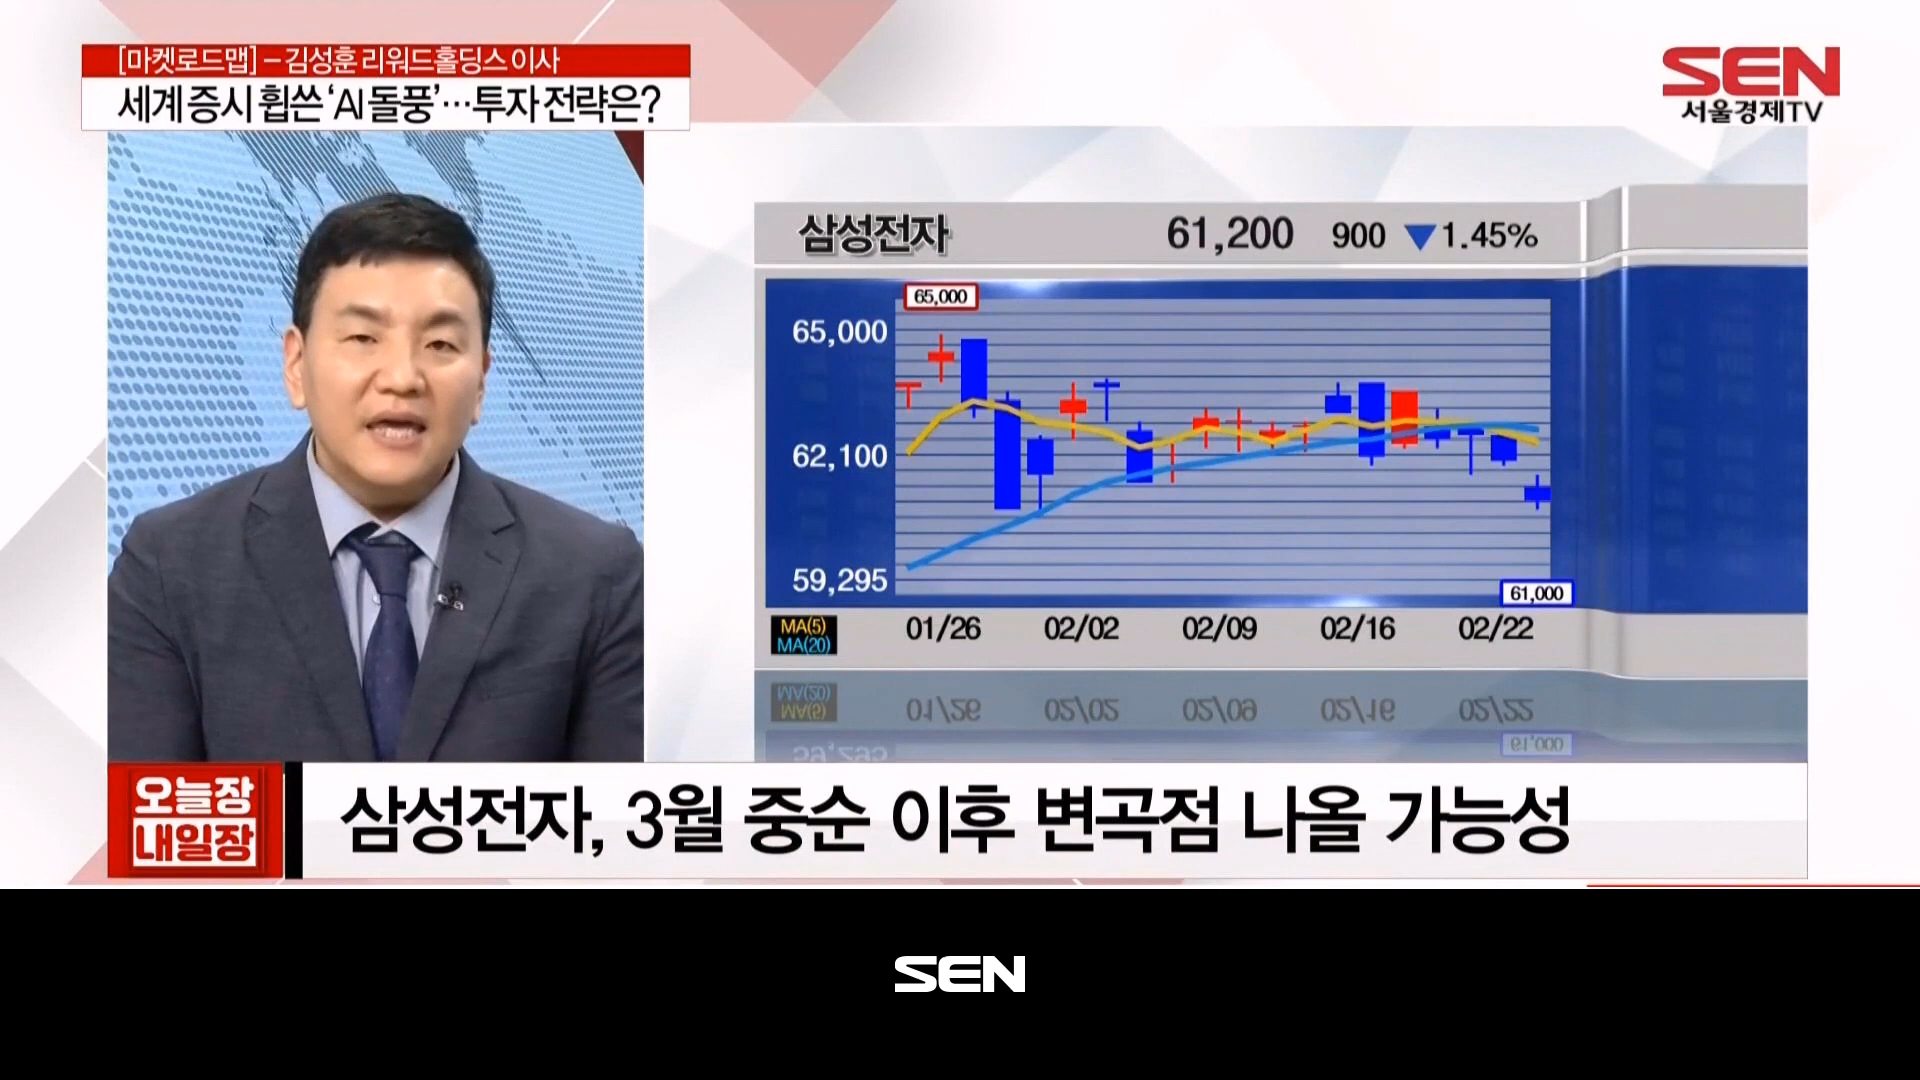 [마켓로드맵] – 김성훈 리워드홀딩스 이사
세계 증시 휩쓴 ‘AI 돌풍’…투자 전략은?
SEN
서울경제TV
삼성전자 61,200 900 ▼1.45%
65,000
65,000
62,100
59,295
61,000
MA(5)
MA(20)
01/26 02/02 02/09 02/16 02/22
오늘장
내일장
삼성전자, 3월 중순 이후 변곡점 나올 가능성
SEN